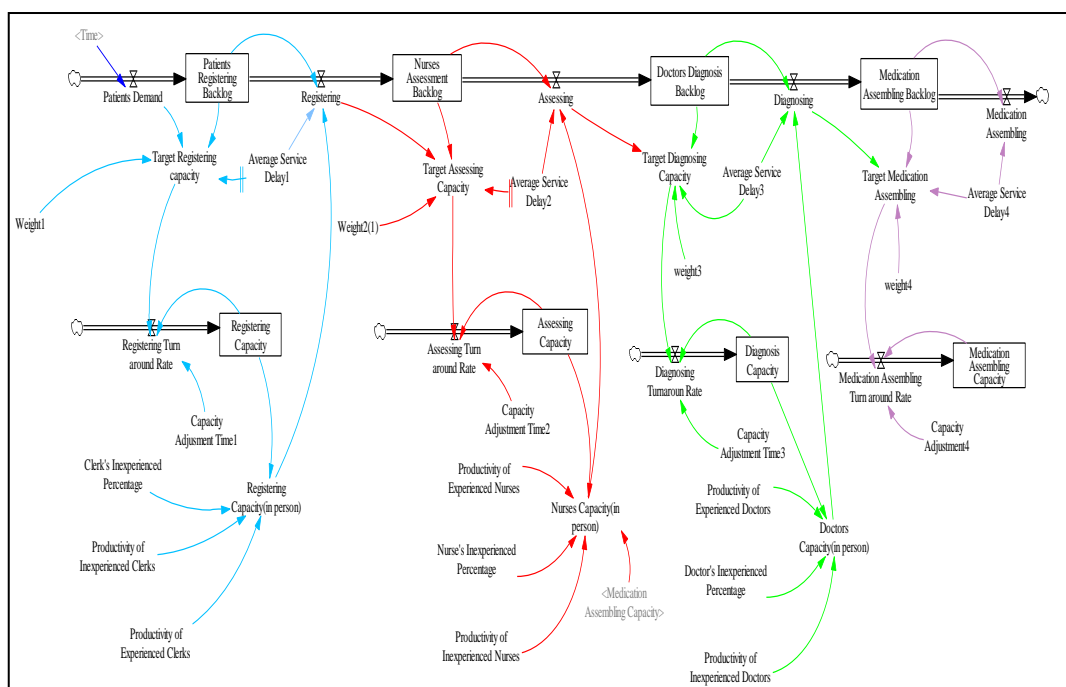 <Time>
Patients Demand
Patients
Registering
Backlog
Registering
Nurses
Assessment
Backlog
Assessing
Doctors Diagnosis
Backlog
Diagnosing
Medication
Assembling Backlog
Medication
Assembling
Target Registering
capacity
Average Service
Delay1
Target Assessing
Capacity
Average Service
Delay2
Target Diagnosing
Capacity
Average Service
Delay3
Target Medication
Assembling
Average Service
Delay4
Weight1
Weight2(1)
weight3
weight4
Registering Turn
around Rate
Registering
Capacity
Assessing Turn
around Rate
Assessing
Capacity
Diagnosing
Turnaroun Rate
Diagnosis
Capacity
Medication Assembling
Turn around Rate
Medication
Assembling
Capacity
Capacity
Adjustment Time1
Capacity
Adjustment Time2
Capacity
Adjustment Time3
Capacity
Adjustment4
Clerk's Inexperienced
Percentage
Registering
Capacity(in person)
Productivity of
Inexperienced Clerks
Productivity of
Experienced Clerks
Productivity of
Experienced Nurses
Nurses Capacity(in
person)
Nurse's Inexperienced
Percentage
<Medication
Assembling Capacity>
Productivity of
Inexperienced Nurses
Productivity of
Experienced Doctors
Doctors
Capacity(in person)
Doctor's Inexperienced
Percentage
Productivity of
Inexperienced Doctors